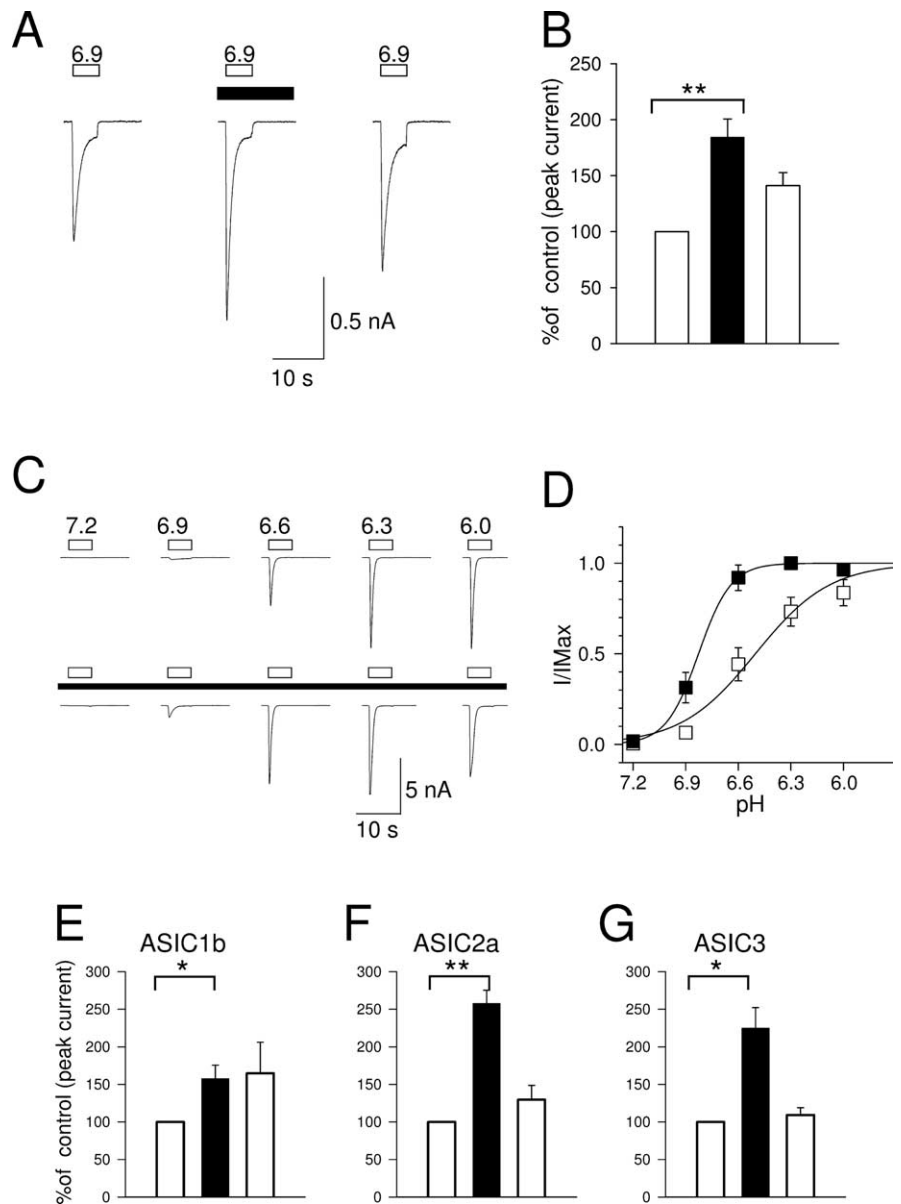 A
6.9 6.9 6.9
0.5 nA
10 s
B
%of control (peak current)
250
200
150
100
50
0
**
C
7.2 6.9 6.6 6.3 6.0
5 nA
10 s
D
I/IMax
1.0
0.5
0.0
7.2 6.9 6.6 6.3 6.0
pH
E
ASIC1b
%of control (peak current)
300
250
200
150
100
50
0
*
F
ASIC2a
300
250
200
150
100
50
0
**
G
ASIC3
300
250
200
150
100
50
0
*